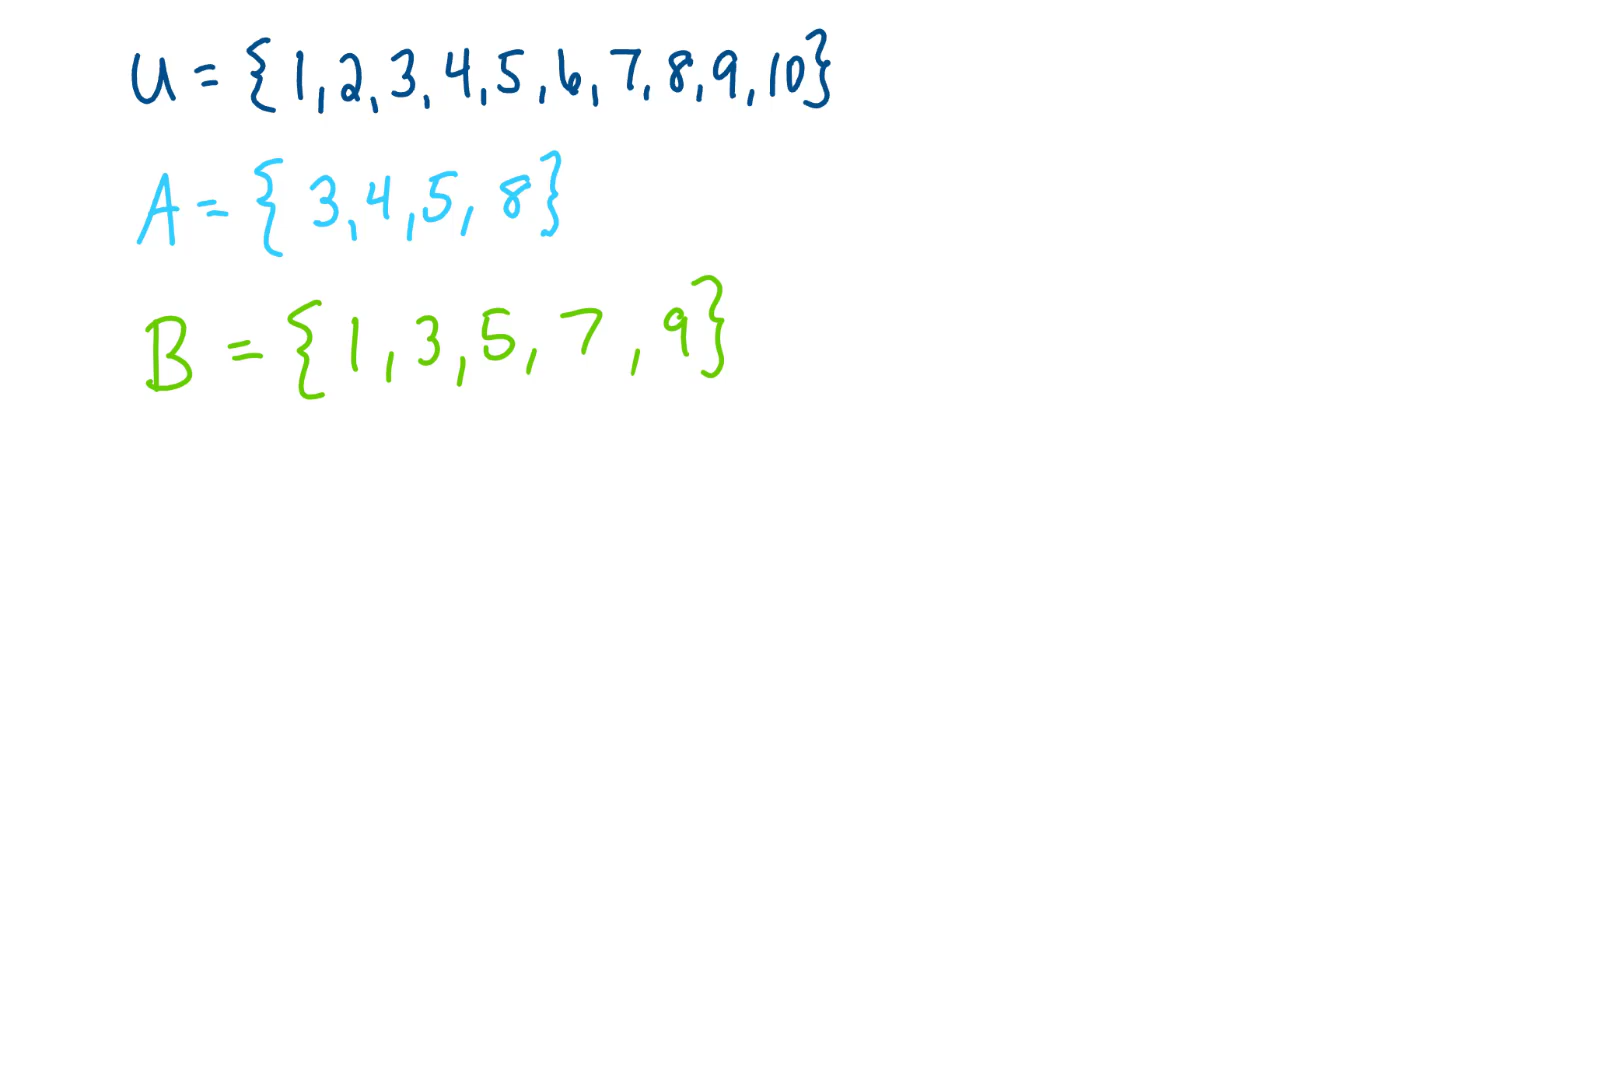 U = {1, 2, 3, 4, 5, 6, 7, 8, 9, 10}
A = {3, 4, 5, 8}
B = {1, 3, 5, 7, 9}